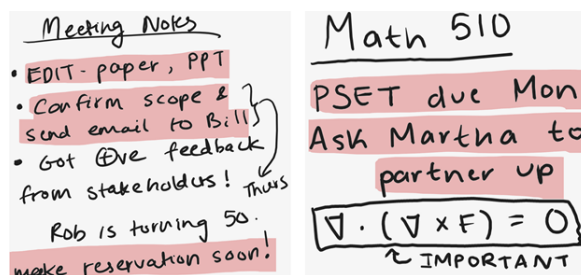 Meeting Notes
• EDIT - paper, PPT
• Confirm scope &
send email to Bill
• Got ⊕ve feedback
from stakeholders!
Thurs
Rob is turning 50.
make reservation soon!
Math 510
PSET due Mon
Ask Martha to
partner up
∇ · (∇ × F) = 0
IMPORTANT